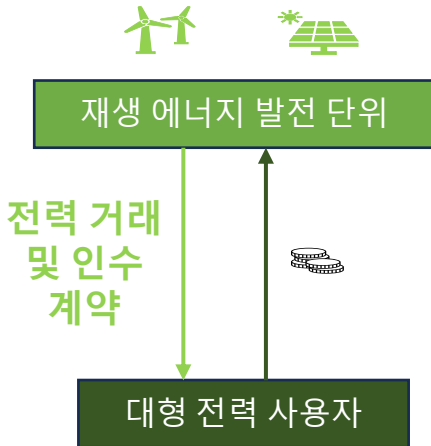 재생 에너지 발전 단위
전력 거래
및 인수
계약
대형 전력 사용자